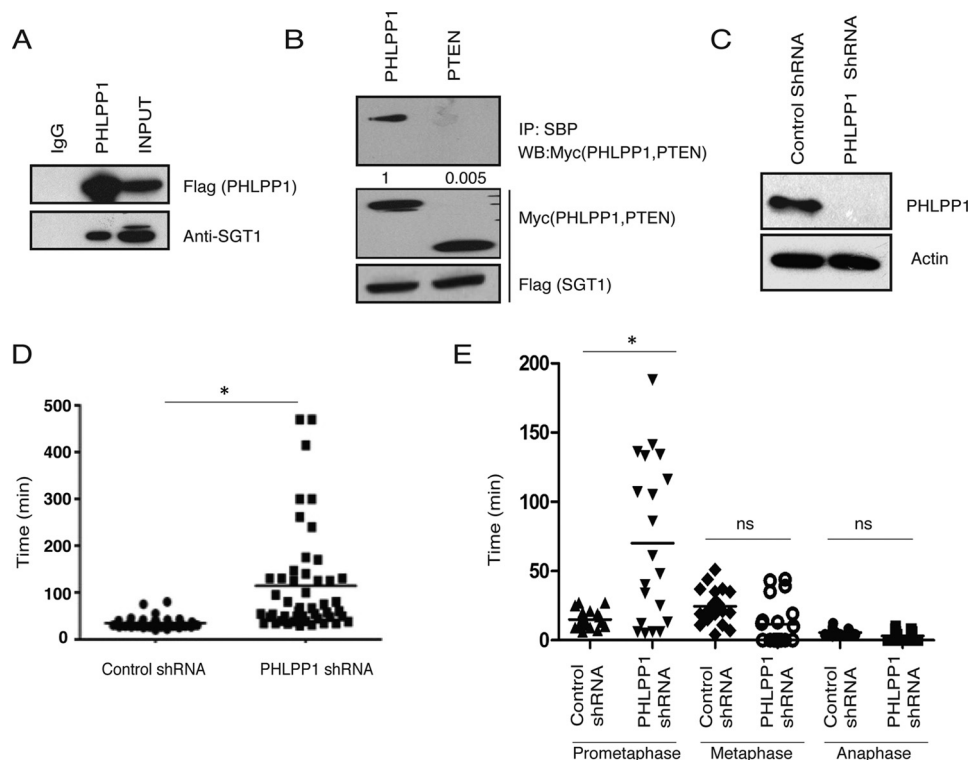 A
IgG
PHLPP1
INPUT
Flag (PHLPP1)
Anti-SGT1
B
PHLPP1
PTEN
IP: SBP
WB:Myc(PHLPP1,PTEN)
1 0.005
Myc(PHLPP1,PTEN)
Flag (SGT1)
C
Control ShRNA
PHLPP1 ShRNA
PHLPP1
Actin
D
*
Time (min)
500
400
300
200
100
0
Control shRNA PHLPP1 shRNA
E
*
ns
ns
Time (min)
200
150
100
50
0
Control
shRNA
PHLPP1
shRNA
Control
shRNA
PHLPP1
shRNA
Control
shRNA
PHLPP1
shRNA
Prometaphase Metaphase Anaphase